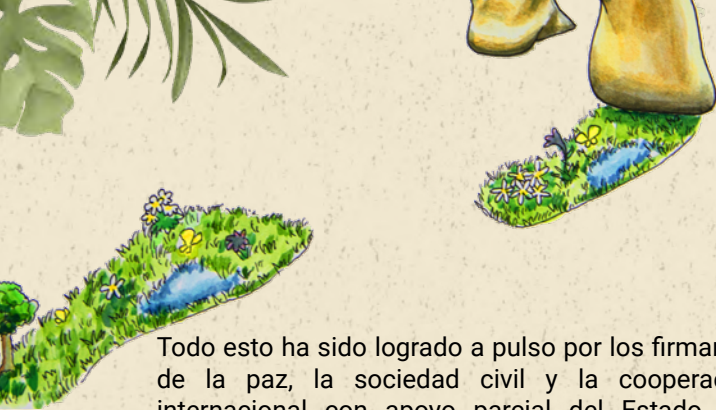 Todo esto ha sido logrado a pulso por los
de la paz, la sociedad civil y la
internacional con apoyo parcial del Estado